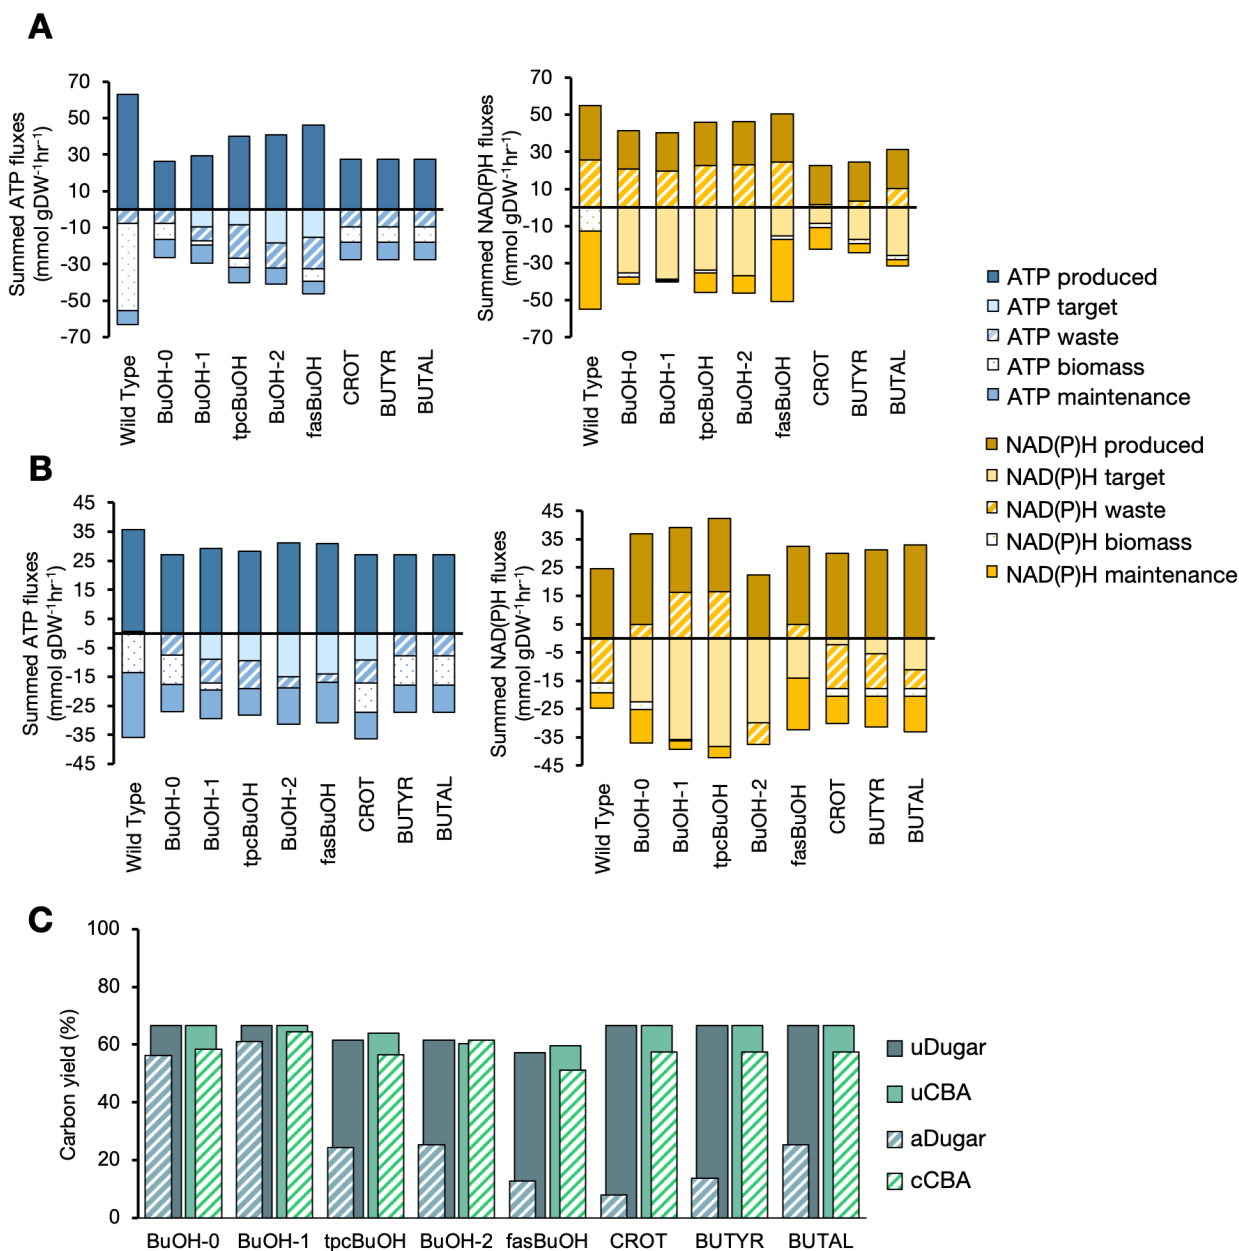 A
Summed ATP fluxes
(mmol gDW⁻¹hr⁻¹)
70
50
30
10
-10
-30
-50
-70
Wild Type
BuOH-0
BuOH-1
tpcBuOH
BuOH-2
fasBuOH
CROT
BUTYR
BUTAL
Summed NAD(P)H fluxes
(mmol gDW⁻¹hr⁻¹)
70
50
30
10
-10
-30
-50
-70
Wild Type
BuOH-0
BuOH-1
tpcBuOH
BuOH-2
fasBuOH
CROT
BUTYR
BUTAL
ATP produced
ATP target
ATP waste
ATP biomass
ATP maintenance
NAD(P)H produced
NAD(P)H target
NAD(P)H waste
NAD(P)H biomass
NAD(P)H maintenance
B
Summed ATP fluxes
(mmol gDW⁻¹hr⁻¹)
45
35
25
15
5
-5
-15
-25
-35
-45
Wild Type
BuOH-0
BuOH-1
tpcBuOH
BuOH-2
fasBuOH
CROT
BUTYR
BUTAL
Summed NAD(P)H fluxes
(mmol gDW⁻¹hr⁻¹)
45
35
25
15
5
-5
-15
-25
-35
-45
Wild Type
BuOH-0
BuOH-1
tpcBuOH
BuOH-2
fasBuOH
CROT
BUTYR
BUTAL
C
Carbon yield (%)
100
80
60
40
20
0
BuOH-0
BuOH-1
tpcBuOH
BuOH-2
fasBuOH
CROT
BUTYR
BUTAL
uDugar
uCBA
aDugar
cCBA